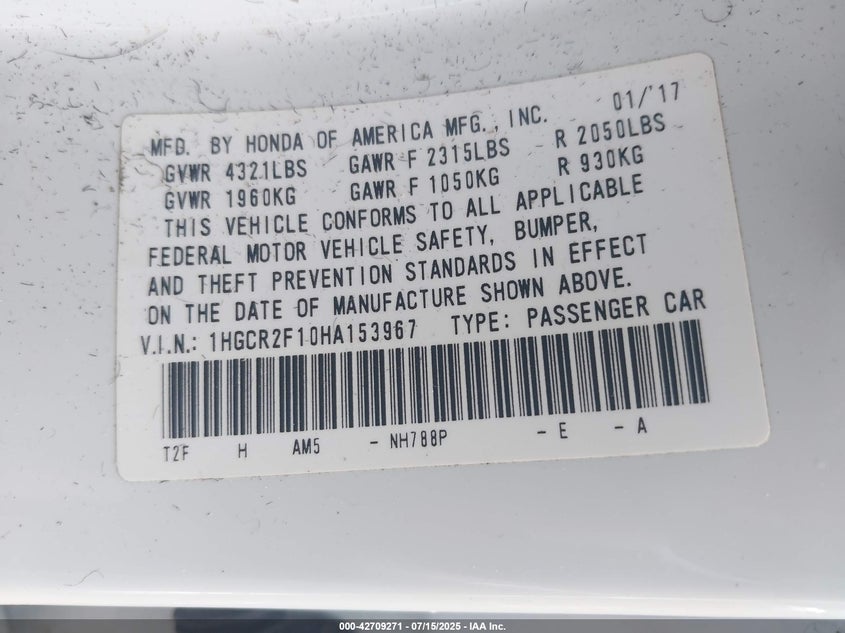 MFD. BY HONDA OF AMERICA MFG., INC. 01/'17
GVWR 4321LBS GAWR F 2315LBS R 2050LBS
GVWR 1960KG GAWR F 1050KG R 930KG
THIS VEHICLE CONFORMS TO ALL APPLICABLE
FEDERAL MOTOR VEHICLE SAFETY, BUMPER,
AND THEFT PREVENTION STANDARDS IN EFFECT
ON THE DATE OF MANUFACTURE SHOWN ABOVE.
V.I.N.: 1HGCR2F10HA153967 TYPE: PASSENGER CAR
T2F H AM5 - NH788P - E - A
000-42709271 - 07/15/2025 - IAA Inc.